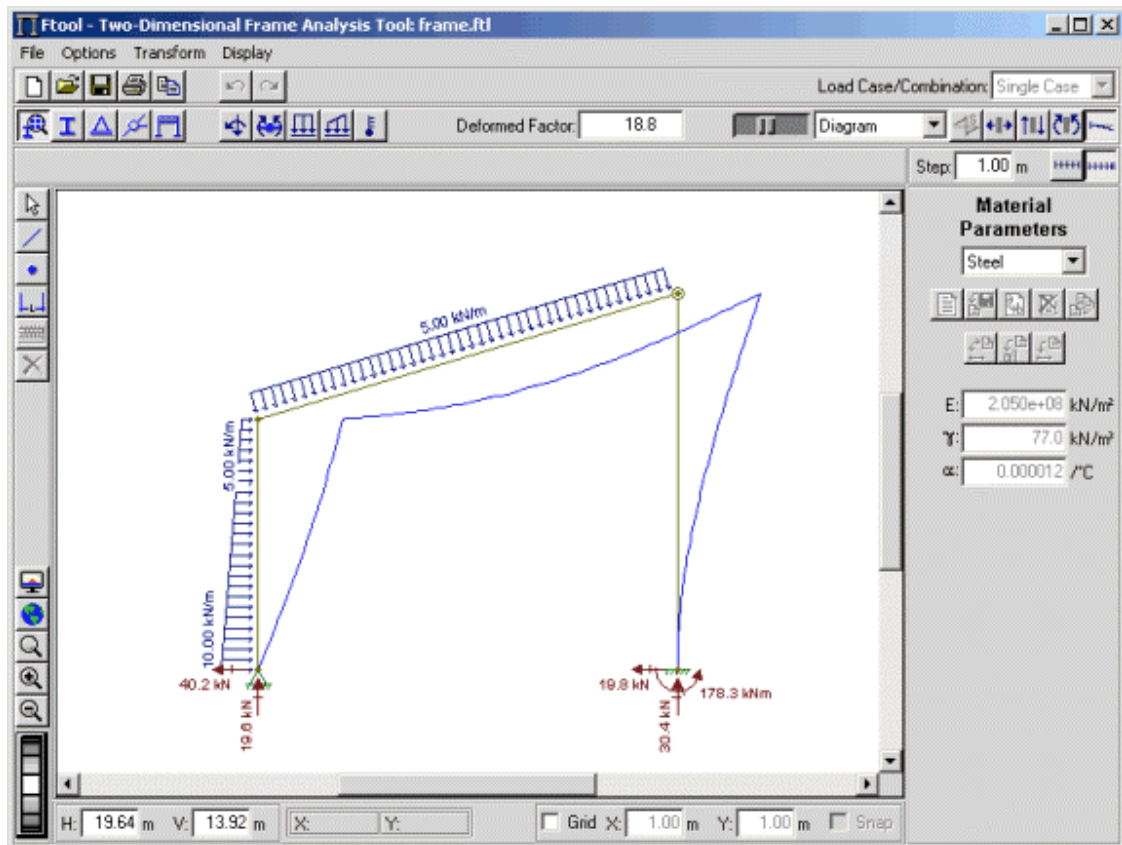 Ftool - Two-Dimensional Frame Analysis Tool: frame.ftl
File Options Transform Display
Load Case/Combination: Single Case
Deformed Factor: 18.8 Diagram
Step: 1.00 m
Material
Parameters
Steel
5.00 kN/m
5.00 kN/m
10.00 kN/m
E: 2.050e+08 kN/m²
γ: 77.0 kN/m³
α: 0.000012 /°C
40.2 kN
19.6 kN
19.8 kN
178.3 kNm
30.4 kN
H: 19.64 m V: 13.92 m X: Y: Grid X: 1.00 m Y: 1.00 m Snap